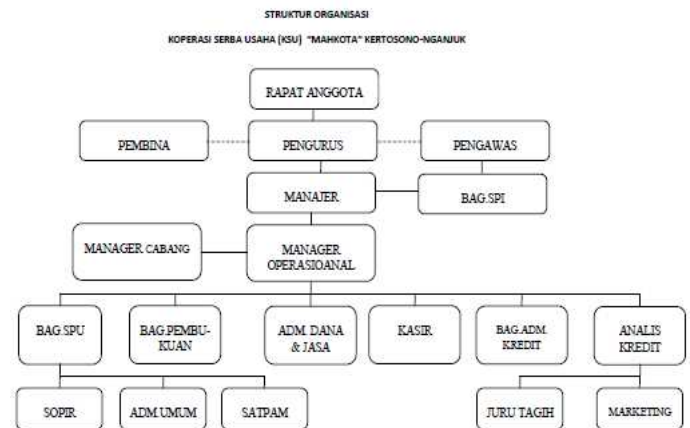 STRUKTUR ORGANISASI
KOPERASI SERBA USAHA (KSU) "MAHKOTA" KERTOSONO-NGANJUK
RAPAT ANGGOTA
PEMBINA
PENGURUS
PENGAWAS
MANAJER
BAG.SPI
MANAGER CABANG
MANAGER
OPERASIOANAL
BAG.SPU
BAG.PEMBU-
KUAN
ADM. DANA
& JASA
KASIR
BAG.ADM.
KREDIT
ANALIS
KREDIT
SOPIR
ADM.UMUM
SATPAM
JURU TAGIH
MARKETING